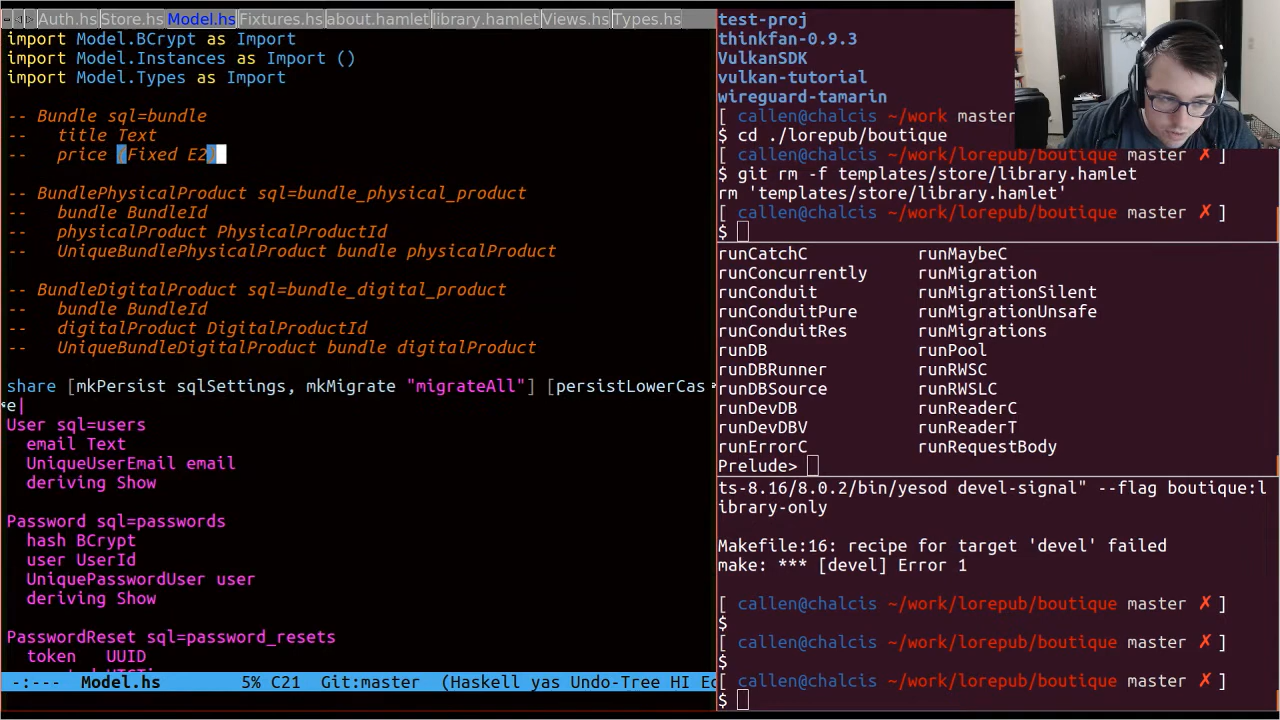 Auth.hs Store.hs Model.hs Fixtures.hs about.hamlet library.hamlet Views.hs Types.hs
import Model.BCrypt as Import
import Model.Instances as Import ()
import Model.Types as Import
-- Bundle sql=bundle
--   title Text
--   price (Fixed E2)
-- BundlePhysicalProduct sql=bundle_physical_product
--   bundle BundleId
--   physicalProduct PhysicalProductId
--   UniqueBundlePhysicalProduct bundle physicalProduct
-- BundleDigitalProduct sql=bundle_digital_product
--   bundle BundleId
--   digitalProduct DigitalProductId
--   UniqueBundleDigitalProduct bundle digitalProduct
share [mkPersist sqlSettings, mkMigrate "migrateAll"] [persistLowerCas
e|
User sql=users
  email Text
  UniqueUserEmail email
  deriving Show
Password sql=passwords
  hash BCrypt
  user UserId
  UniquePasswordUser user
  deriving Show
PasswordReset sql=password_resets
  token   UUID
-:---  Model.hs        5% C21  Git:master  (Haskell yas Undo-Tree HI
test-proj
thinkfan-0.9.3
VulkanSDK
vulkan-tutorial
wireguard-tamarin
[ callen@chalcis ~/work master
$ cd ./lorepub/boutique
[ callen@chalcis ~/work/lorepub/boutique master ✗ ]
$ git rm -f templates/store/library.hamlet
rm 'templates/store/library.hamlet'
[ callen@chalcis ~/work/lorepub/boutique master ✗ ]
$
runCatchC           runMaybeC
runConcurrently     runMigration
runConduit          runMigrationSilent
runConduitPure      runMigrationUnsafe
runConduitRes       runMigrations
runDB               runPool
runDBRunner         runRWSC
runDBSource         runRWSLC
runDevDB            runReaderC
runDevDBV           runReaderT
runErrorC           runRequestBody
Prelude>
ts-8.16/8.0.2/bin/yesod devel-signal" --flag boutique:l
ibrary-only
Makefile:16: recipe for target 'devel' failed
make: *** [devel] Error 1
[ callen@chalcis ~/work/lorepub/boutique master ✗ ]
$
[ callen@chalcis ~/work/lorepub/boutique master ✗ ]
$
[ callen@chalcis ~/work/lorepub/boutique master ✗ ]
$